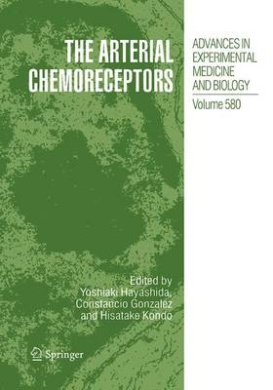 THE ARTERIAL
CHEMORECEPTORS
ADVANCES IN
EXPERIMENTAL
MEDICINE
AND BIOLOGY
Volume 580
Edited by
Yoshiaki Hayashida,
Constancio Gonzalez
and Hisatake Kondo
Springer